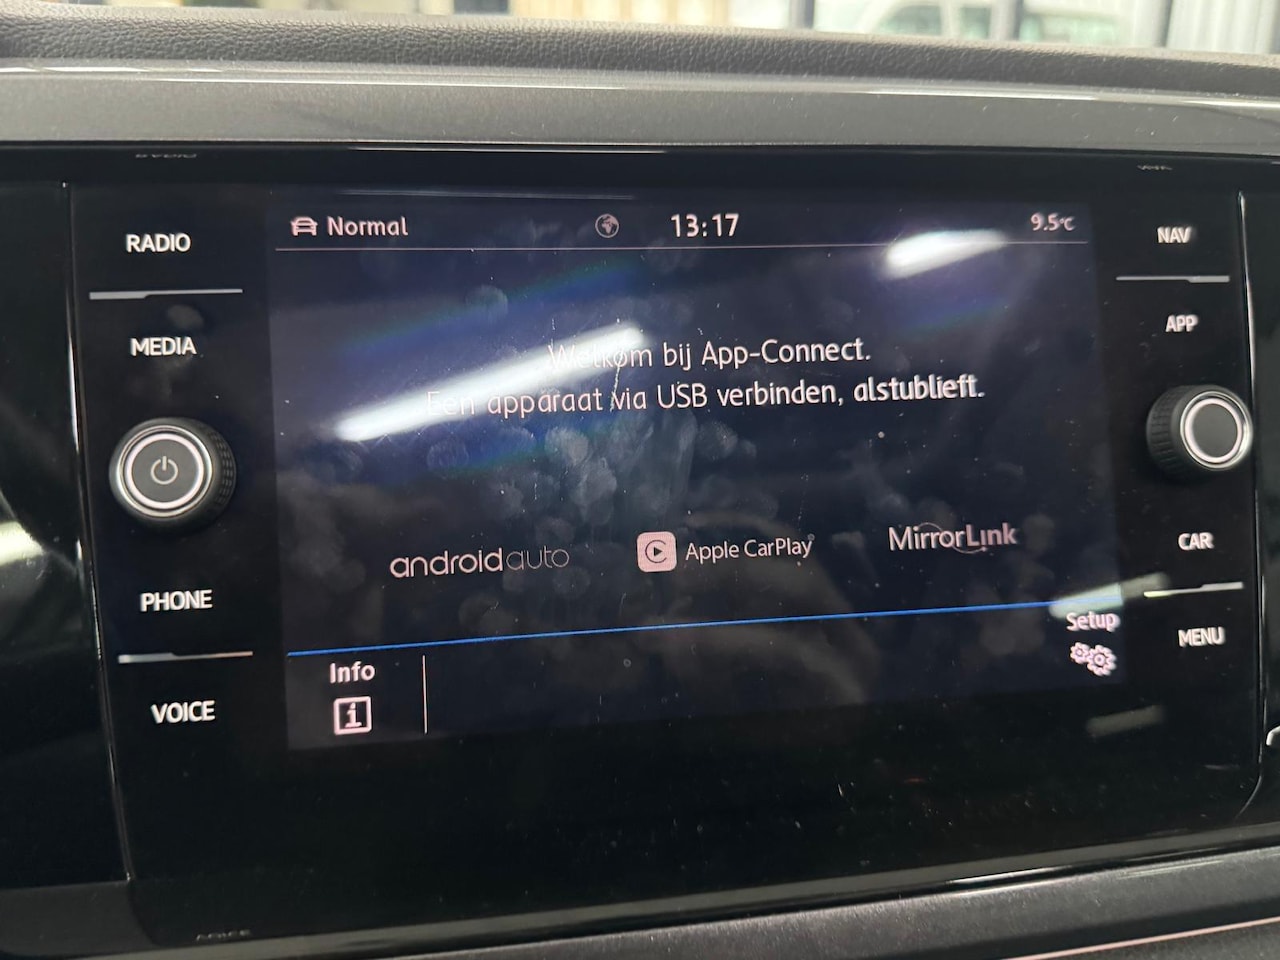 RADIO
MEDIA
PHONE
VOICE
Normal
13:17
9.5°C
Welkom bij App-Connect.
Een apparaat via USB verbinden, alstublieft.
androidauto
Apple CarPlay
MirrorLink
Info
i
Setup
NAV
APP
CAR
MENU